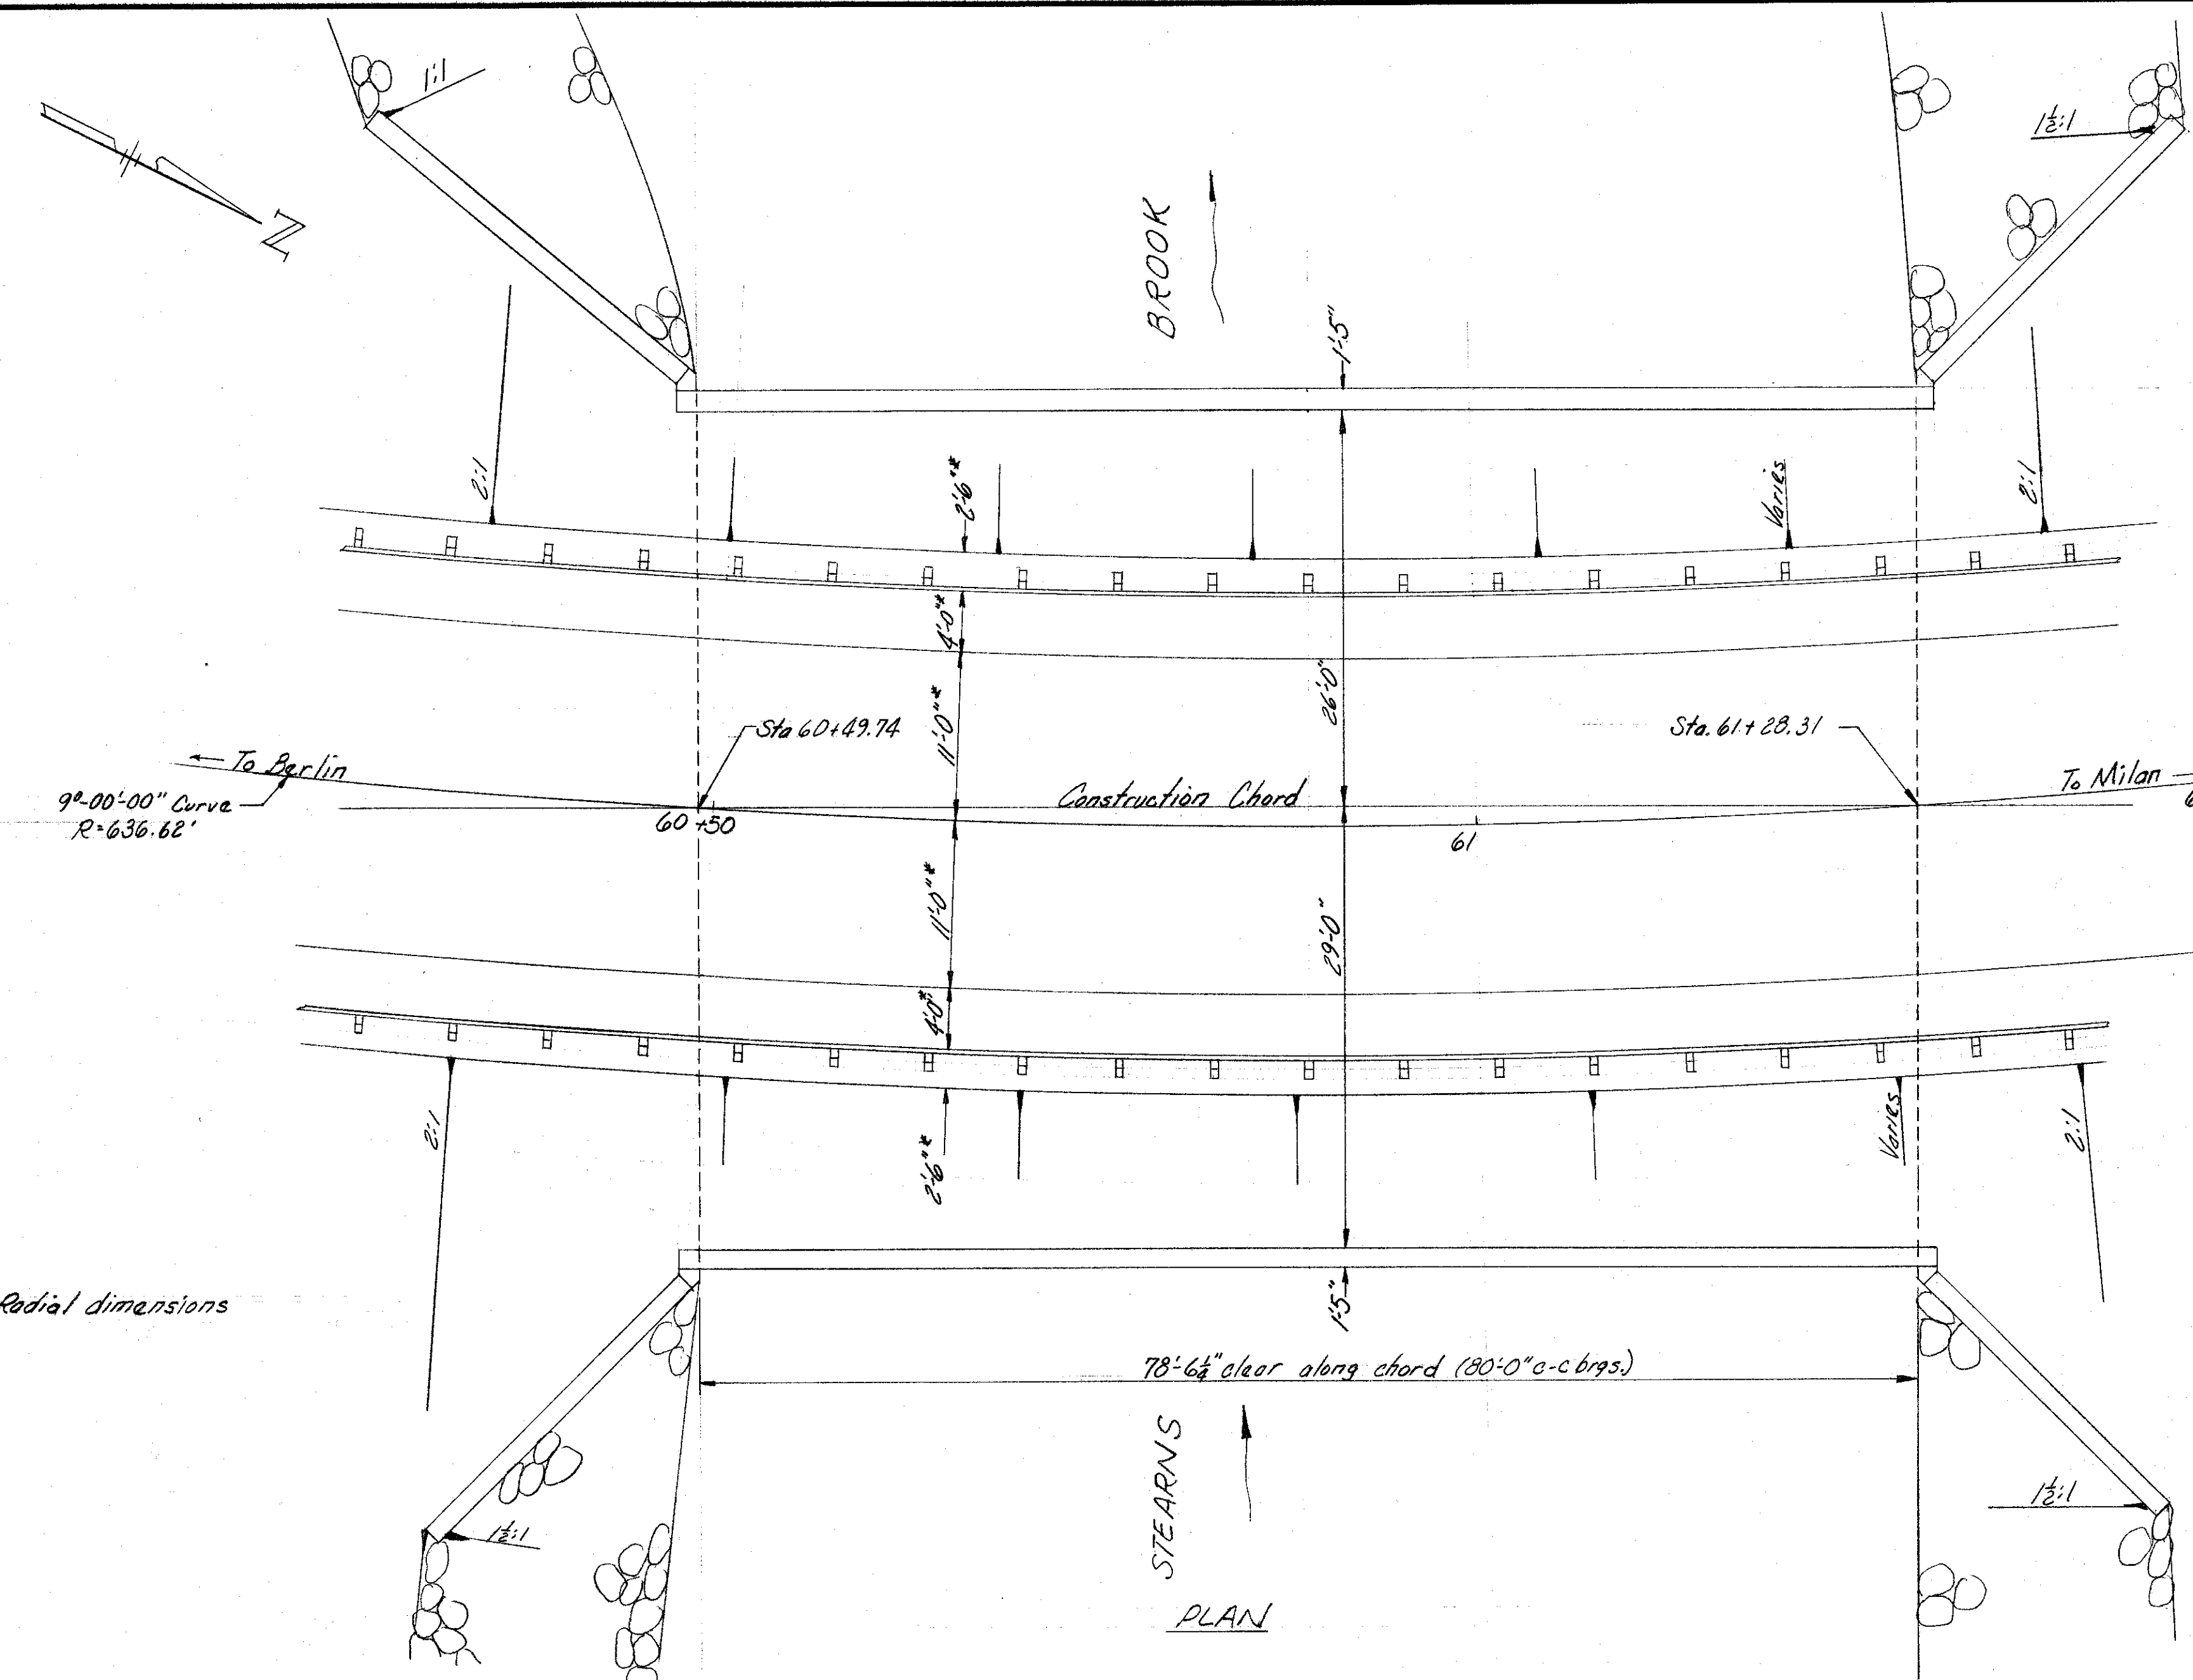 1:1
1½:1
N
BROOK
1'-5"
2:1
2'-6"*
Varies
2:1
4'-0"*
11'-0"*
26'-0"
Sta 60+49.74
Sta. 61+28.31
← To Berlin
To Milan
9°-00'-00" Curve
R=636.62'
Construction Chord
60 +50
61
6
11'-0"*
29'-0"
4'-0"*
2:1
2'-6"*
Varies
2:1
Radial dimensions
1'-5"
78'-6¼" clear along chord (80'-0" c-c brgs.)
STEARNS
1½:1
1½:1
PLAN